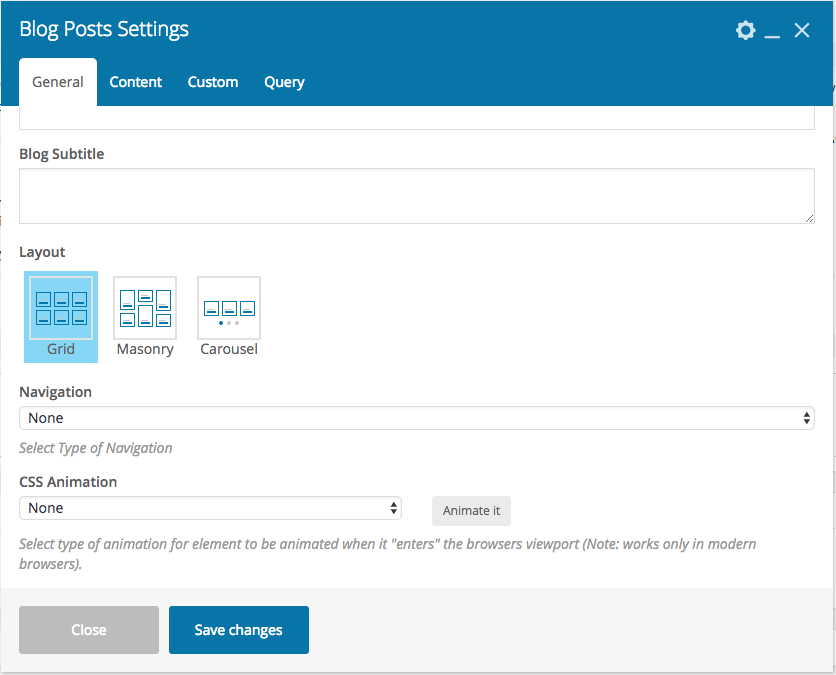 Blog Posts Settings
General Content Custom Query
Blog Subtitle
Layout
Grid Masonry Carousel
Navigation
None
Select Type of Navigation
CSS Animation
None Animate it
Select type of animation for element to be animated when it "enters" the browsers viewport (Note: works only in modern
browsers).
Close Save changes